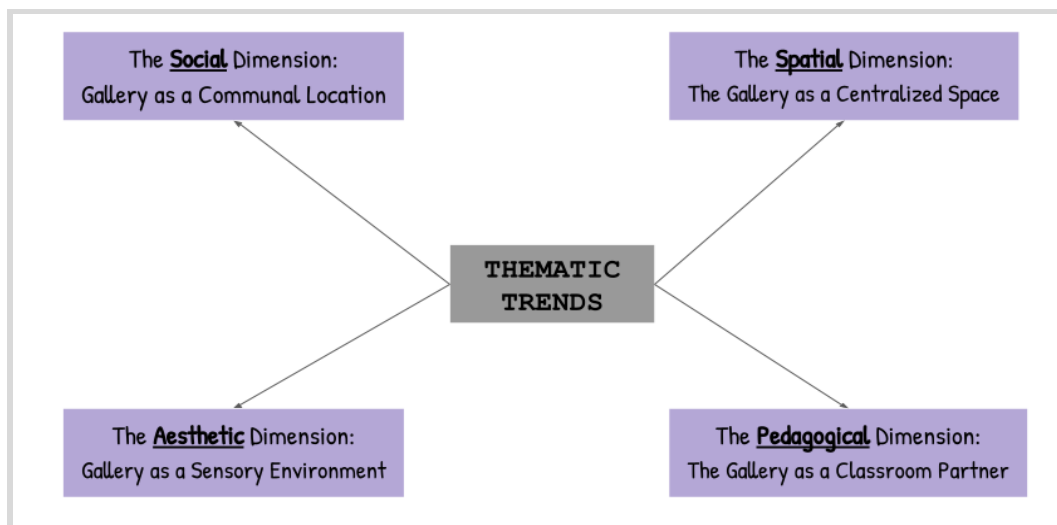 The Social Dimension:
Gallery as a Communal Location
The Spatial Dimension:
The Gallery as a Centralized Space
THEMATIC
TRENDS
The Aesthetic Dimension:
Gallery as a Sensory Environment
The Pedagogical Dimension:
The Gallery as a Classroom Partner